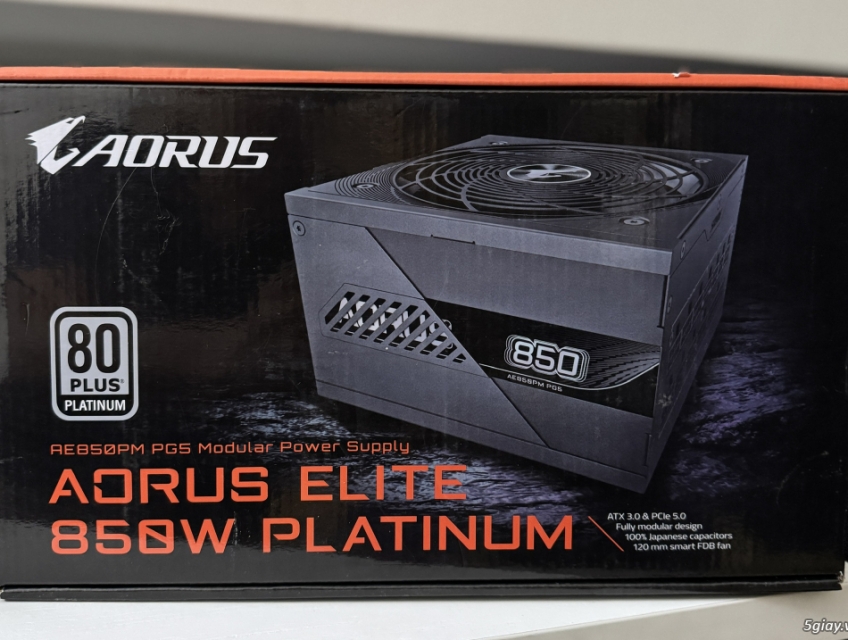 AORUS
80
PLUS®
PLATINUM
850
AE850PM PG5
AE850PM PG5 Modular Power Supply
AORUS ELITE
850W PLATINUM
ATX 3.0 & PCIe 5.0
Fully modular design
100% Japanese capacitors
120 mm smart FDB fan